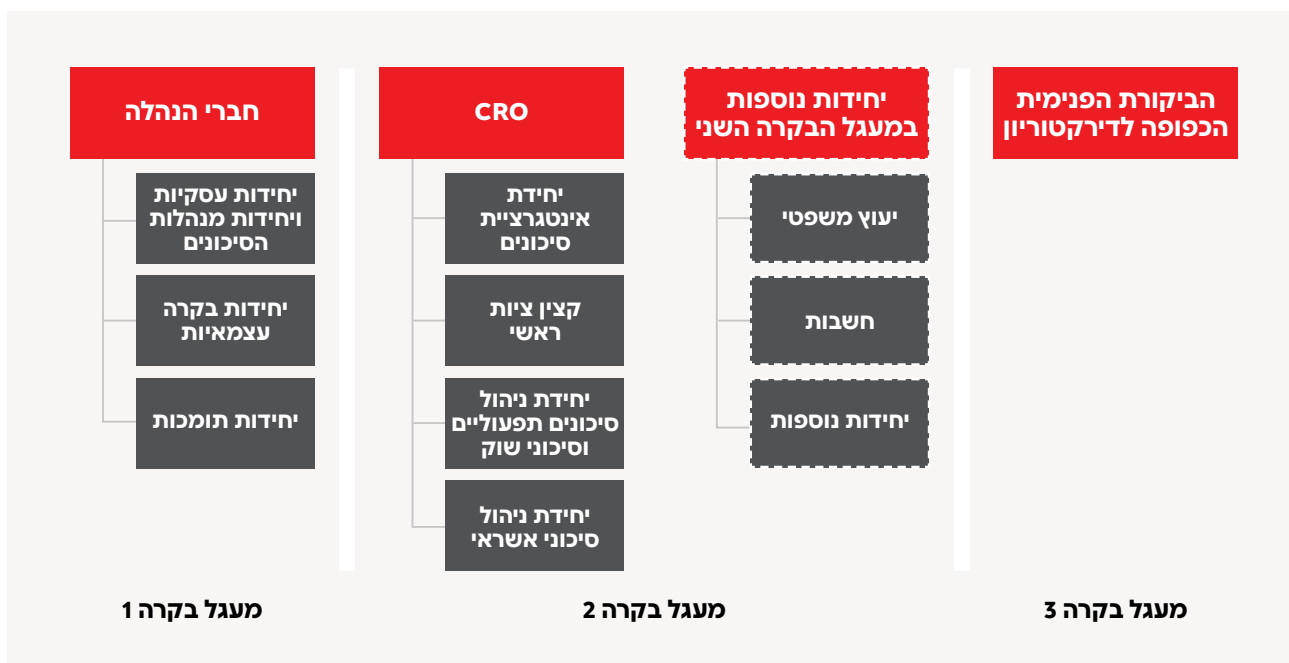 חברי הנהלה
יחידות עסקיות
ויחידות מנהלות
הסיכונים
יחידות בקרה
עצמאיות
יחידות תומכות
מעגל בקרה 1
CRO
יחידת
אינטגרציית
סיכונים
קצין ציות
ראשי
יחידת ניהול
סיכונים תפעוליים
וסיכוני שוק
יחידת ניהול
סיכוני אשראי
יחידות נוספות
במעגל הבקרה השני
יעוץ משפטי
חשבות
יחידות נוספות
מעגל בקרה 2
הביקורת הפנימית
הכפופה לדירקטוריון
מעגל בקרה 3